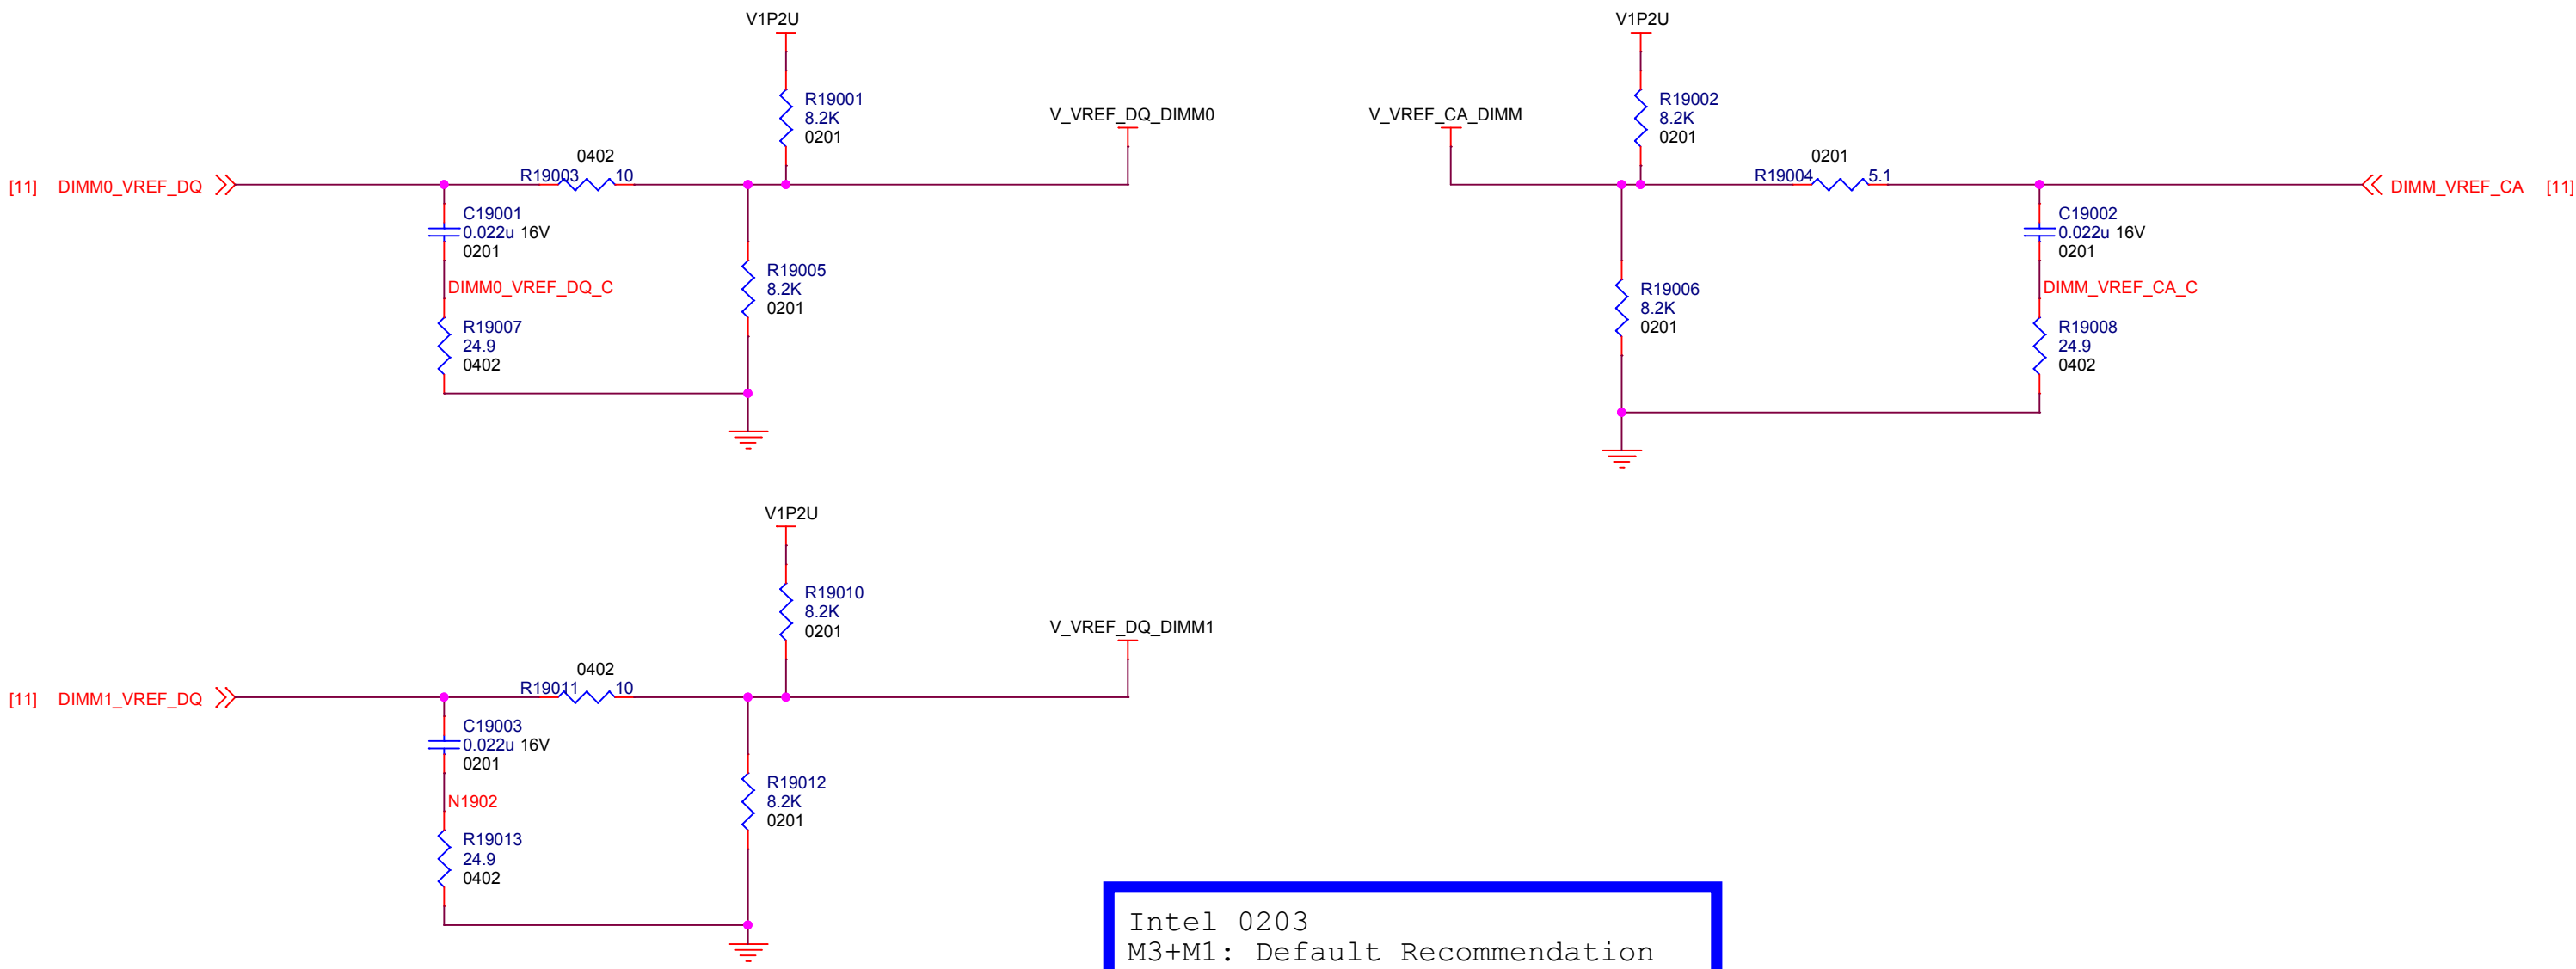 V1P2U
R19001
8.2K
0201
V_VREF_DQ_DIMM0
0402
[11] DIMM0_VREF_DQ
R19003 10
C19001
0.022u 16V
0201
DIMM0_VREF_DQ_C
R19005
8.2K
0201
R19007
24.9
0402
V1P2U
R19002
8.2K
0201
V_VREF_CA_DIMM
0201
R19004 5.1
DIMM_VREF_CA [11]
C19002
0.022u 16V
0201
DIMM_VREF_CA_C
R19006
8.2K
0201
R19008
24.9
0402
V1P2U
R19010
8.2K
0201
V_VREF_DQ_DIMM1
0402
[11] DIMM1_VREF_DQ
R19011 10
C19003
0.022u 16V
0201
N1902
R19012
8.2K
0201
R19013
24.9
0402
Intel 0203
M3+M1: Default Recommendation